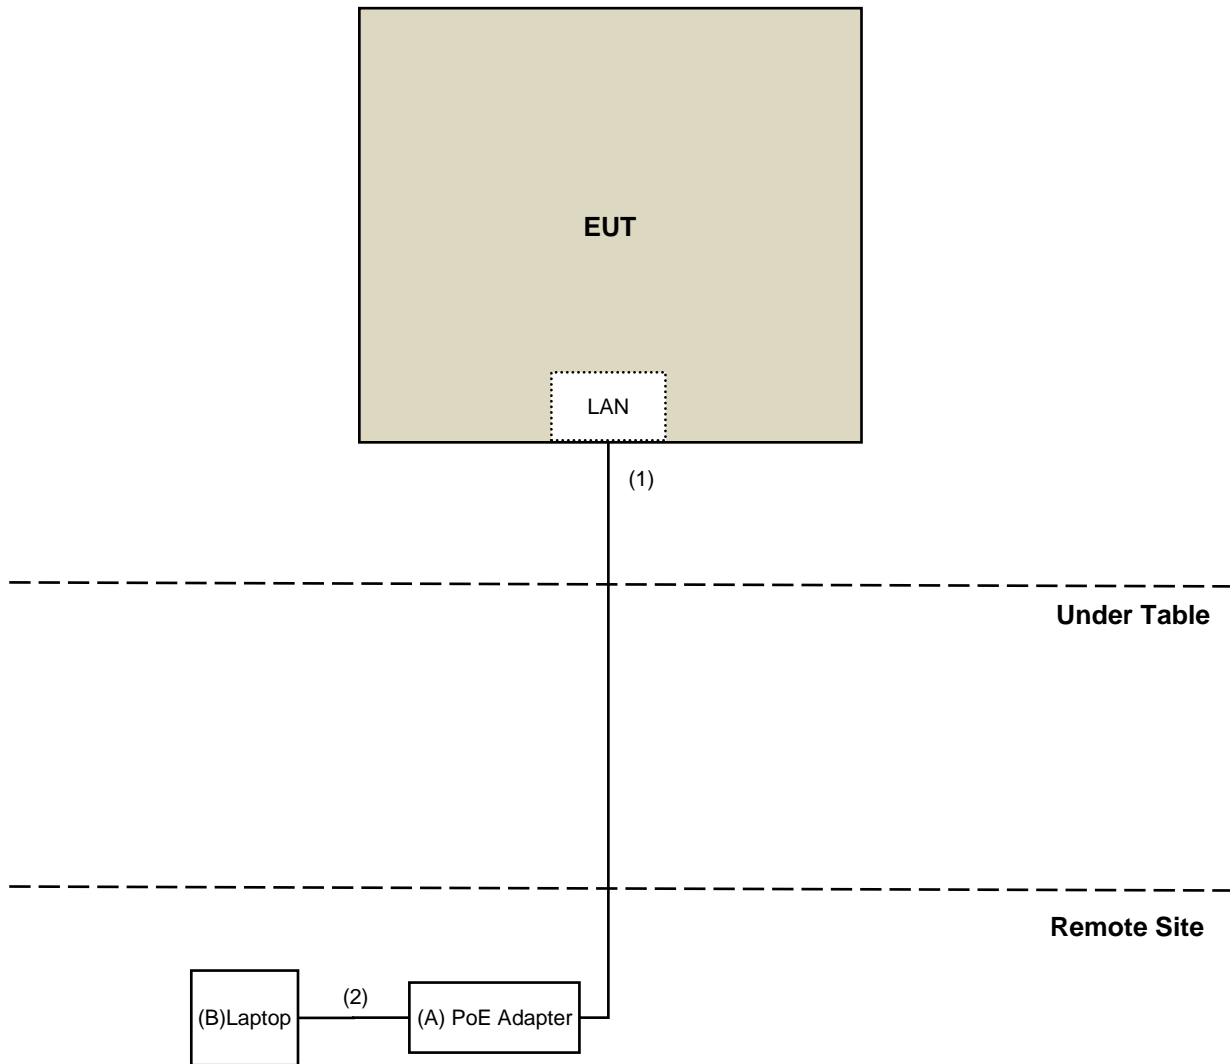 EUT
LAN
(1)
Under Table
Remote Site
(B)Laptop
(2)
(A) PoE Adapter